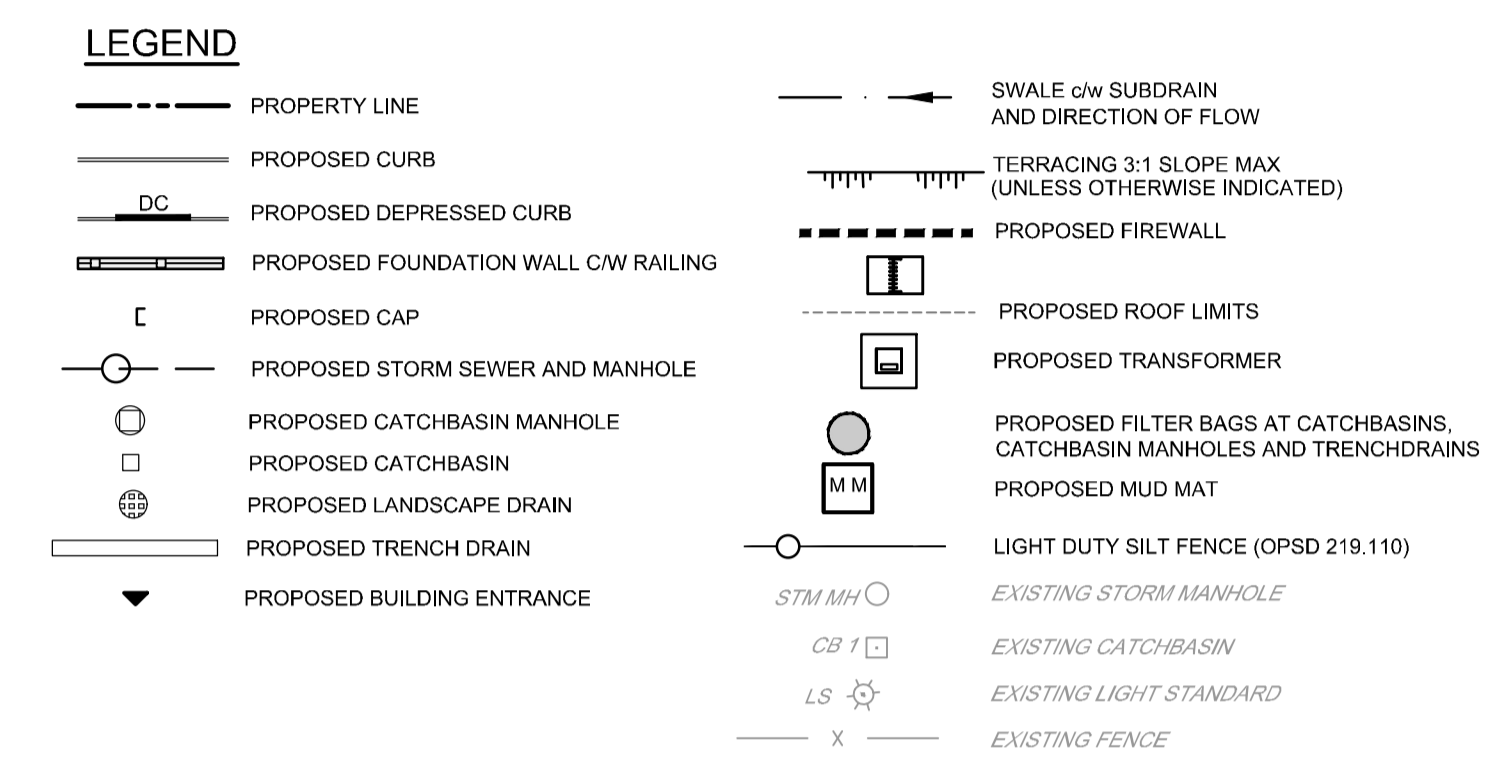 LEGEND
PROPERTY LINE
PROPOSED CURB
DC
PROPOSED DEPRESSED CURB
PROPOSED FOUNDATION WALL C/W RAILING
PROPOSED CAP
PROPOSED STORM SEWER AND MANHOLE
PROPOSED CATCHBASIN MANHOLE
PROPOSED CATCHBASIN
PROPOSED LANDSCAPE DRAIN
PROPOSED TRENCH DRAIN
PROPOSED BUILDING ENTRANCE
SWALE c/w SUBDRAIN
AND DIRECTION OF FLOW
TERRACING 3:1 SLOPE MAX
(UNLESS OTHERWISE INDICATED)
PROPOSED FIREWALL
PROPOSED ROOF LIMITS
PROPOSED TRANSFORMER
PROPOSED FILTER BAGS AT CATCHBASINS,
CATCHBASIN MANHOLES AND TRENCHDRAINS
M M
PROPOSED MUD MAT
LIGHT DUTY SILT FENCE (OPSD 219.110)
STM MH
EXISTING STORM MANHOLE
CB 1
EXISTING CATCHBASIN
LS
EXISTING LIGHT STANDARD
X
EXISTING FENCE